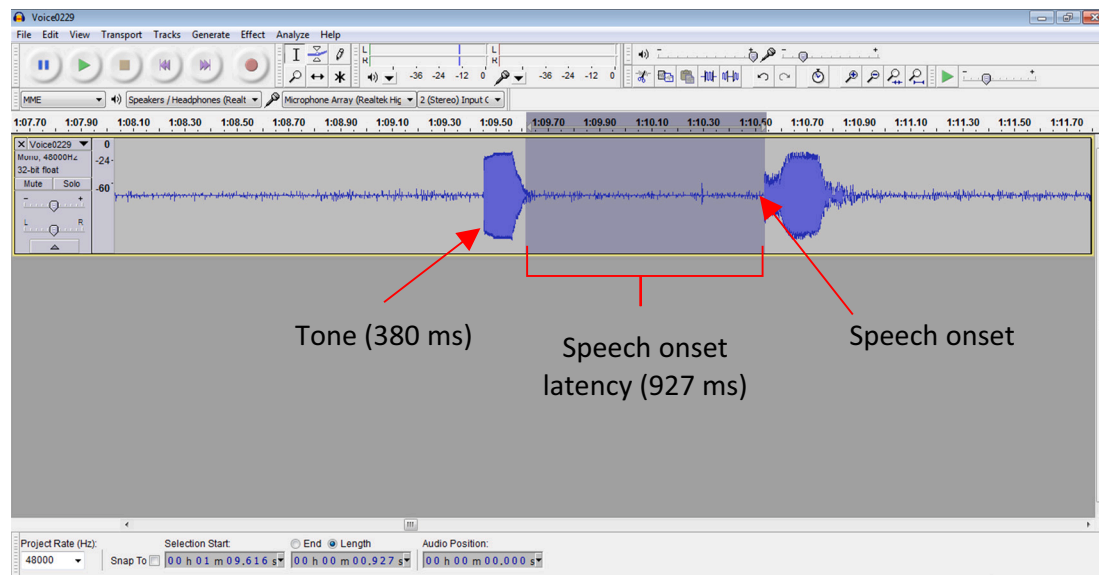 Voice0229
File Edit View Transport Tracks Generate Effect Analyze Help
L R -36 -24 -12 0 L R -36 -24 -12 0
MME Speakers / Headphones (Realt Microphone Array (Realtek Hig 2 (Stereo) Input C
1:07.70 1:07.90 1:08.10 1:08.30 1:08.50 1:08.70 1:08.90 1:09.10 1:09.30 1:09.50 1:09.70 1:09.90 1:10.10 1:10.30 1:10.50 1:10.70 1:10.90 1:11.10 1:11.30 1:11.50 1:11.70
X Voice0229 0
Mono, 48000Hz -24
32-bit float
Mute Solo -60
- +
L R
Tone (380 ms)
Speech onset
latency (927 ms)
Speech onset
Project Rate (Hz): Selection Start: End Length Audio Position:
48000 Snap To 00 h 01 m 09,616 s 00 h 00 m 00,927 s 00 h 00 m 00,000 s